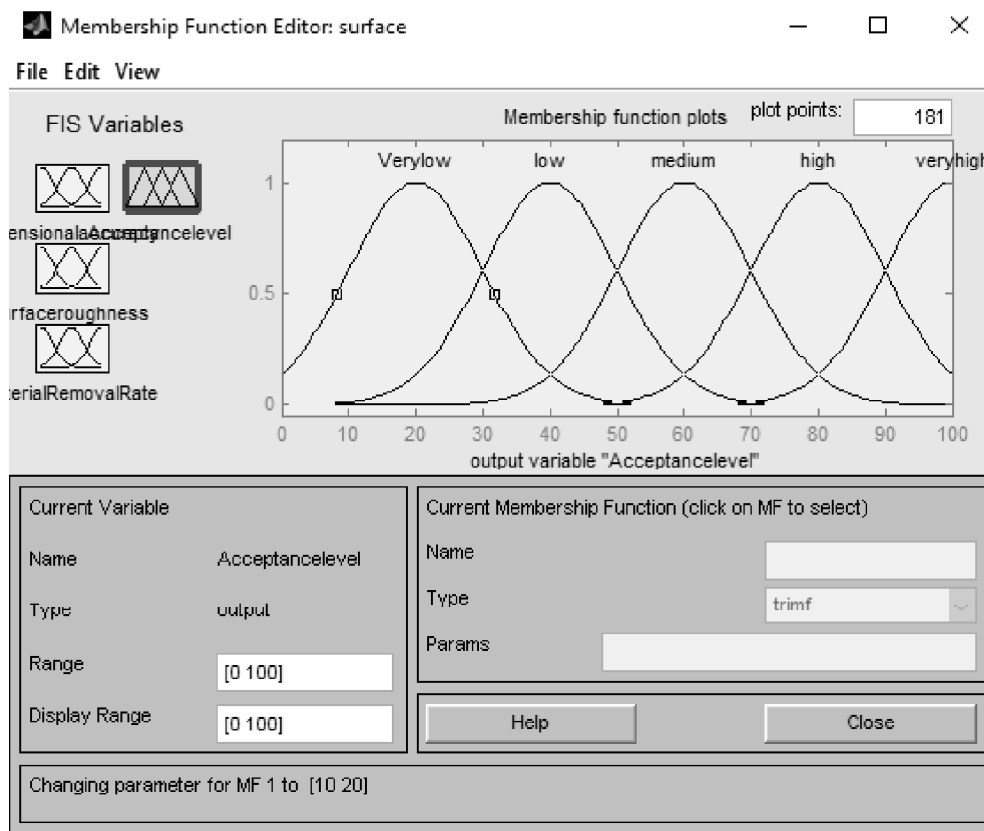 Membership Function Editor: surface
File Edit View
FIS Variables
Membership function plots
plot points:
181
Verylow low medium high veryhigh
1
0.5
0
0 10 20 30 40 50 60 70 80 90 100
output variable "Acceptancelevel"
Acceptancelevel
rfaceroughness
terialRemovalRate
Current Variable
Name Acceptancelevel
Type output
Range [0 100]
Display Range [0 100]
Current Membership Function (click on MF to select)
Name
Type trimf
Params
Help Close
Changing parameter for MF 1 to [10 20]